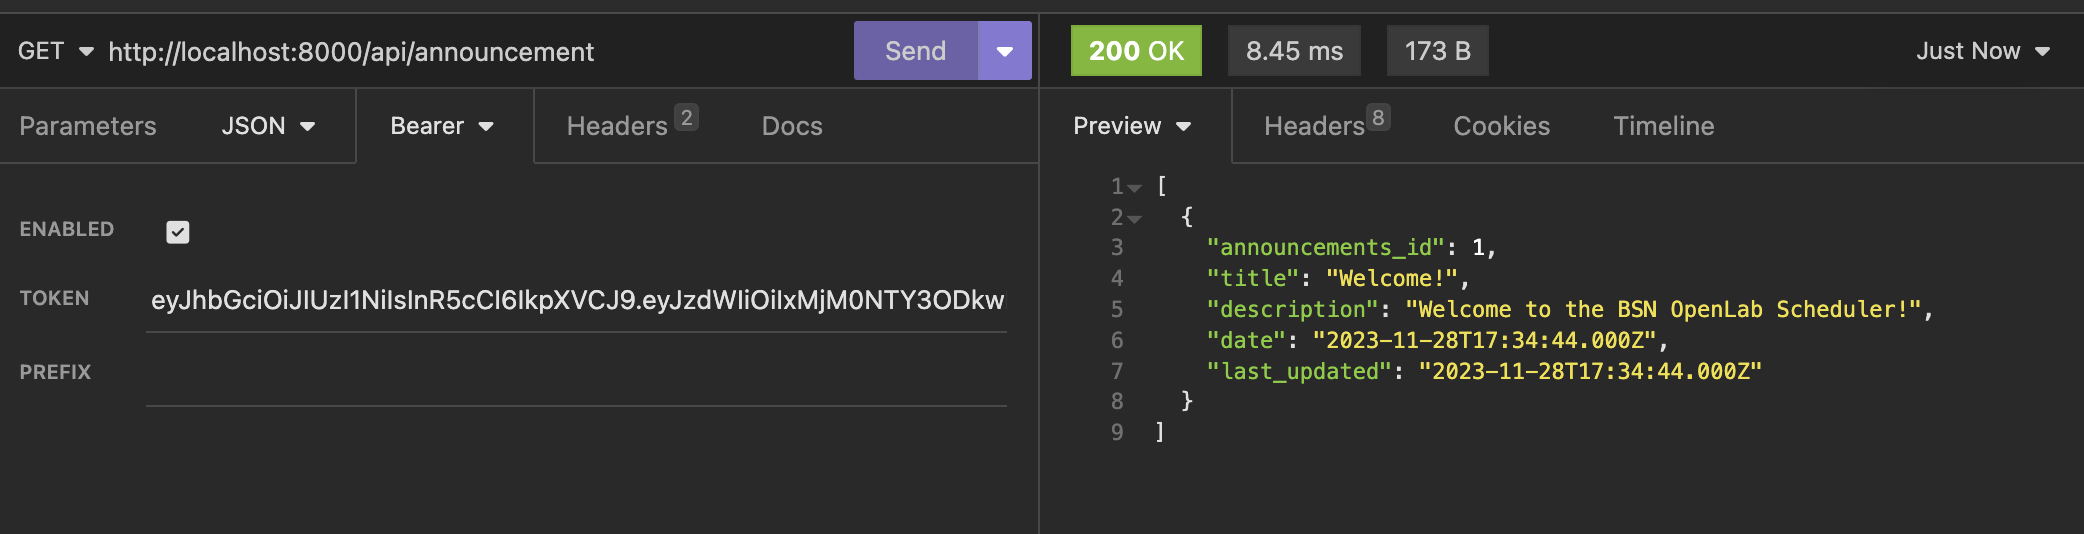 GET http://localhost:8000/api/announcement Send
Parameters JSON Bearer Headers 2 Docs
ENABLED
TOKEN eyJhbGciOiJIUzI1NiIsInR5cCI6IkpXVCJ9.eyJzdWIiOiIxMjM0NTY3ODkw
PREFIX
200 OK 8.45 ms 173 B Just Now
Preview Headers 8 Cookies Timeline
1 [
2 {
3 "announcements_id": 1,
4 "title": "Welcome!",
5 "description": "Welcome to the BSN OpenLab Scheduler!",
6 "date": "2023-11-28T17:34:44.000Z",
7 "last_updated": "2023-11-28T17:34:44.000Z"
8 }
9 ]